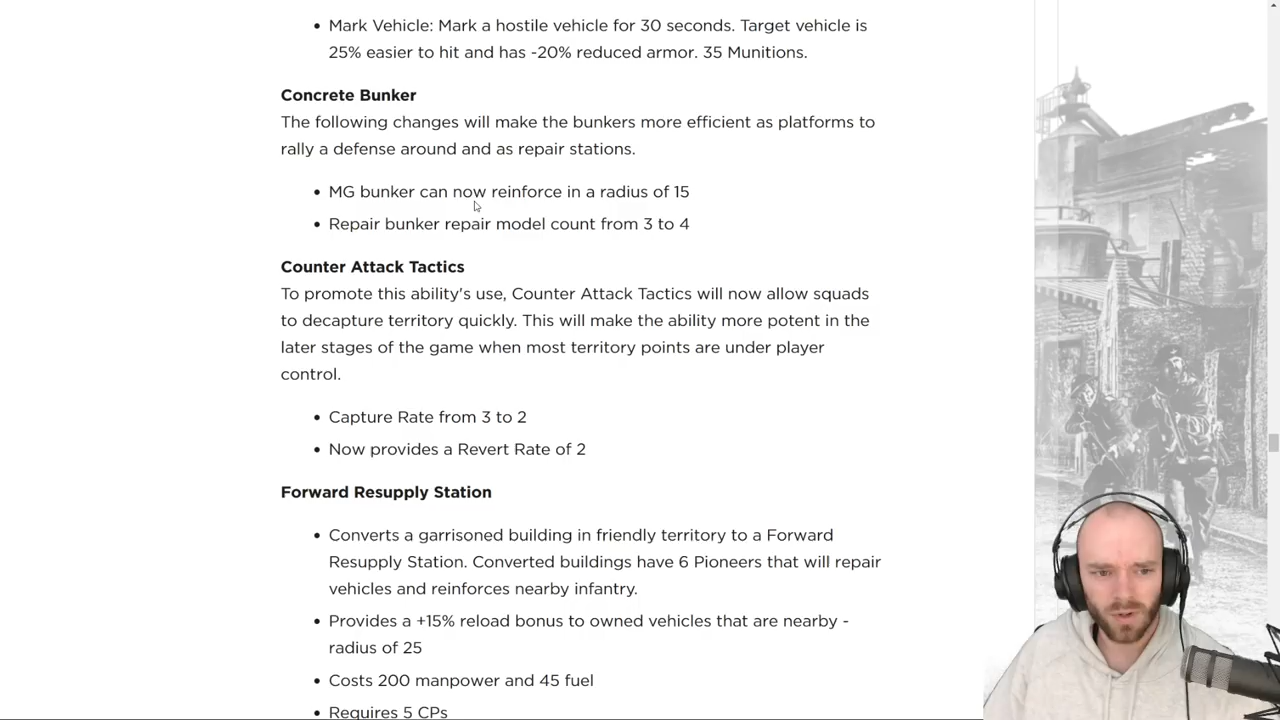 Mark Vehicle: Mark a hostile vehicle for 30 seconds. Target vehicle is
25% easier to hit and has -20% reduced armor. 35 Munitions.
Concrete Bunker
The following changes will make the bunkers more efficient as platforms to
rally a defense around and as repair stations.
MG bunker can now reinforce in a radius of 15
Repair bunker repair model count from 3 to 4
Counter Attack Tactics
To promote this ability's use, Counter Attack Tactics will now allow squads
to decapture territory quickly. This will make the ability more potent in the
later stages of the game when most territory points are under player
control.
Capture Rate from 3 to 2
Now provides a Revert Rate of 2
Forward Resupply Station
Converts a garrisoned building in friendly territory to a Forward
Resupply Station. Converted buildings have 6 Pioneers that will repair
vehicles and reinforces nearby infantry.
Provides a +15% reload bonus to owned vehicles that are nearby -
radius of 25
Costs 200 manpower and 45 fuel
Requires 5 CPs